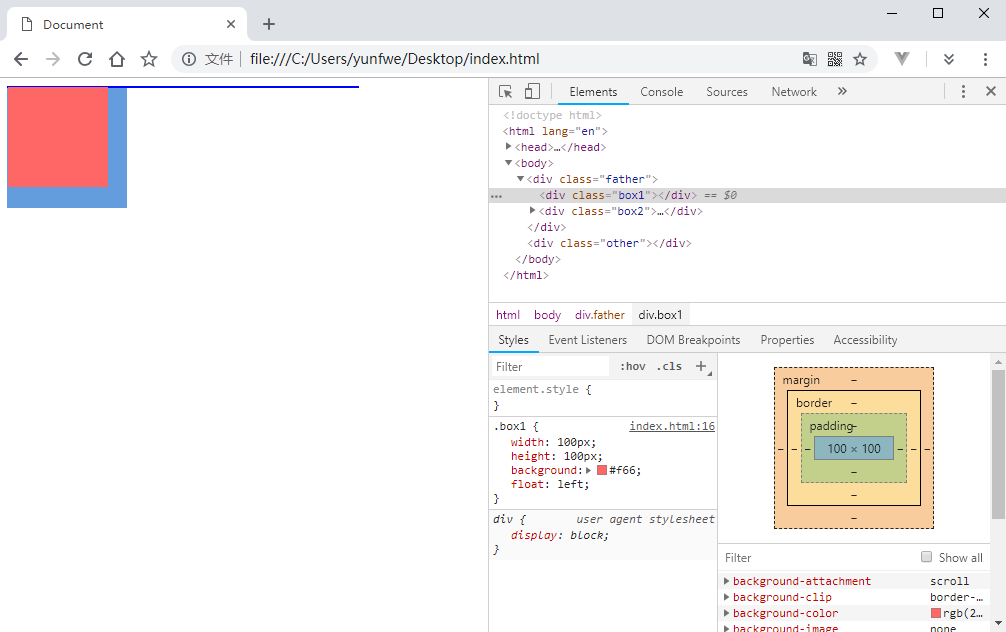 Document
文件 file:///C:/Users/yunfwe/Desktop/index.html
Elements Console Sources Network »
<!doctype html>
<html lang="en">
<head>…</head>
<body>
<div class="father">
<div class="box1"></div> == $0
<div class="box2">…</div>
</div>
<div class="other"></div>
</body>
</html>
html body div.father div.box1
Styles Event Listeners DOM Breakpoints Properties Accessibility
Filter :hov .cls +
element.style {
}
.box1 { index.html:16
width: 100px;
height: 100px;
background: #f66;
float: left;
}
div { user agent stylesheet
display: block;
}
margin –
border –
padding –
– – – 100 × 100 – – –
–
–
–
Filter Show all
background-attachment scroll
background-clip border-…
background-color rgb(2…
background-image none